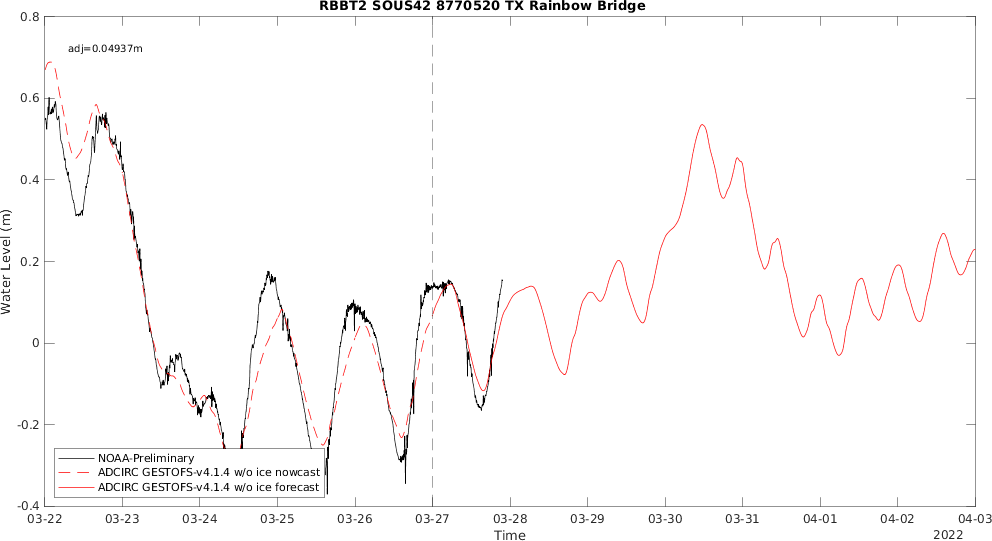 RBBT2 SOUS42 8770520 TX Rainbow Bridge
adj=0.04937m
0.8
0.6
0.4
0.2
0
-0.2
-0.4
Water Level (m)
NOAA-Preliminary
ADCIRC GESTOFS-v4.1.4 w/o ice nowcast
ADCIRC GESTOFS-v4.1.4 w/o ice forecast
03-22 03-23 03-24 03-25 03-26 03-27 03-28 03-29 03-30 03-31 04-01 04-02 04-03
Time
2022